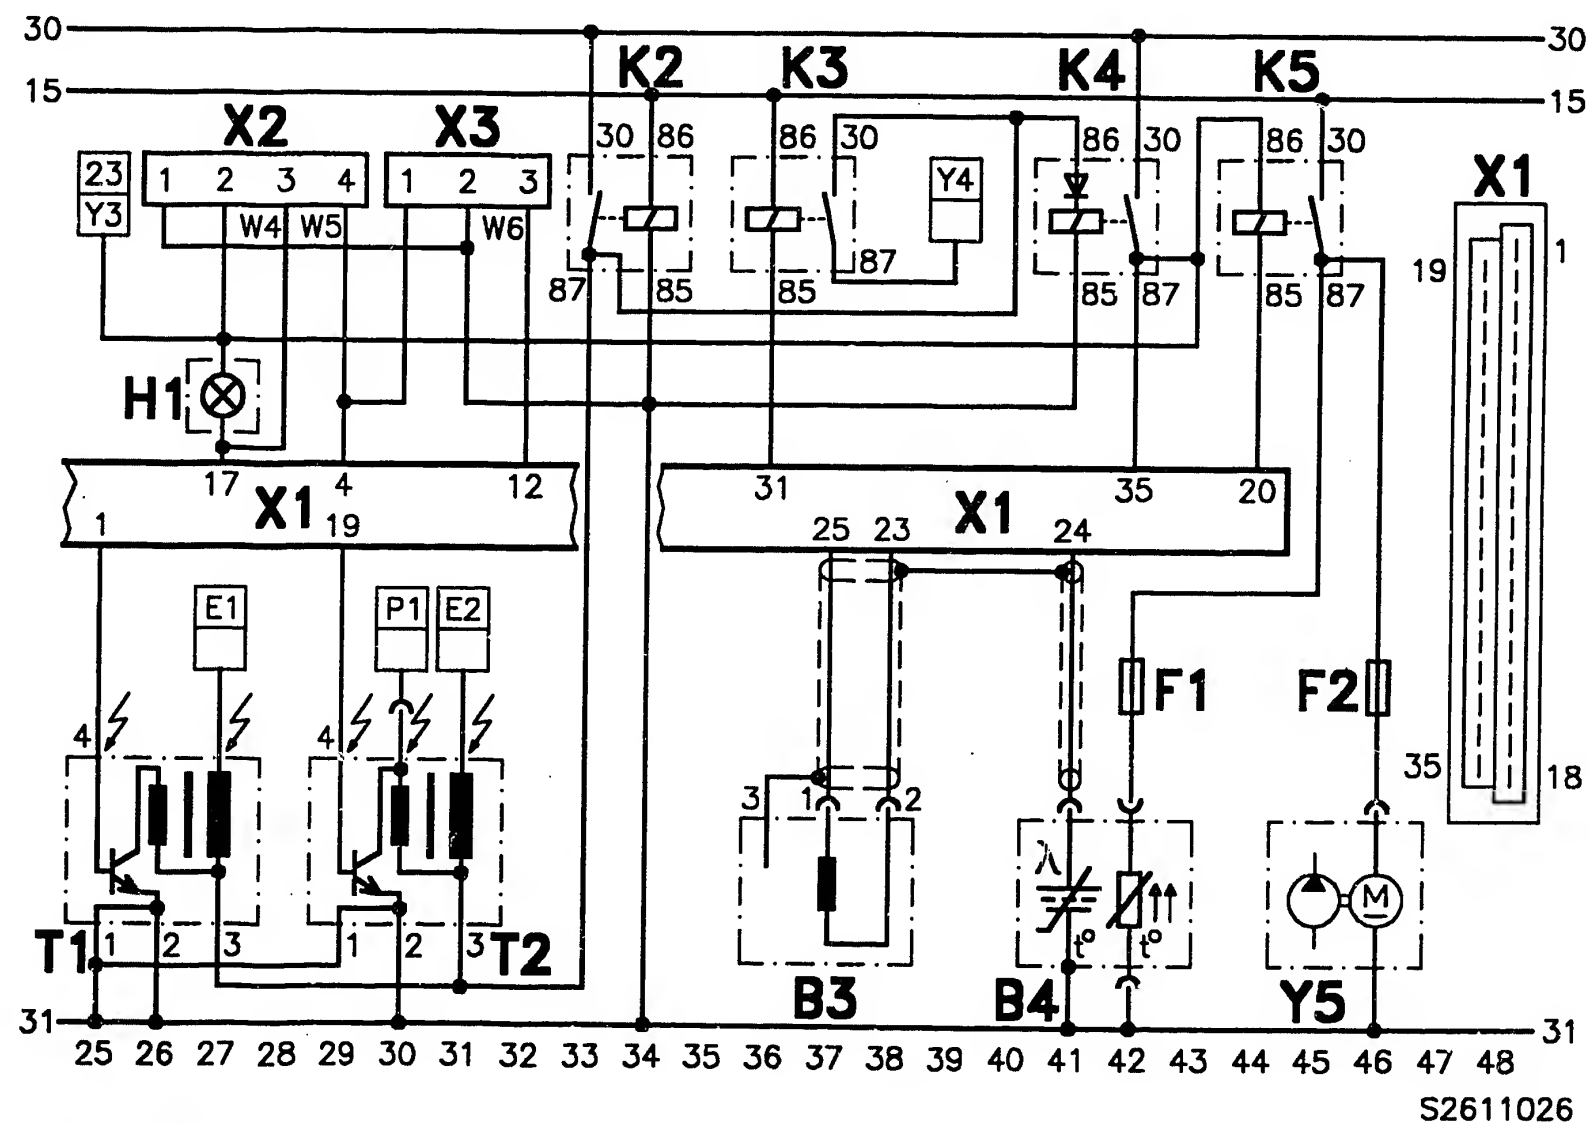 30 30
15 K2 K3 K4 K5 15
X2 X3 30 86 86 30 86 30 86 30
23 1 2 3 4 1 2 3 Y4 X1
Y3 W4 W5 W6
87 85 85 87 85 87 85 87 19 1
H1
17 4 12 31 35 20
X1 X1
1 19 25 23 24
E1 P1 E2
F1 F2
4 4 35 18
3 1 2
λ M
t° t°
T1 1 2 3 1 2 3 T2
B3 B4 Y5
31 31
25 26 27 28 29 30 31 32 33 34 35 36 37 38 39 40 41 42 43 44 45 46 47 48
S2611026